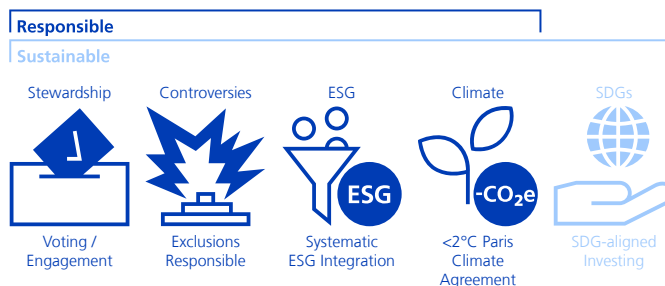 Responsible
Sustainable
Stewardship
Controversies
ESG
Climate
SDGs
ESG
-CO₂e
Voting /
Engagement
Exclusions
Responsible
Systematic
ESG Integration
<2°C Paris
Climate
Agreement
SDG-aligned
Investing